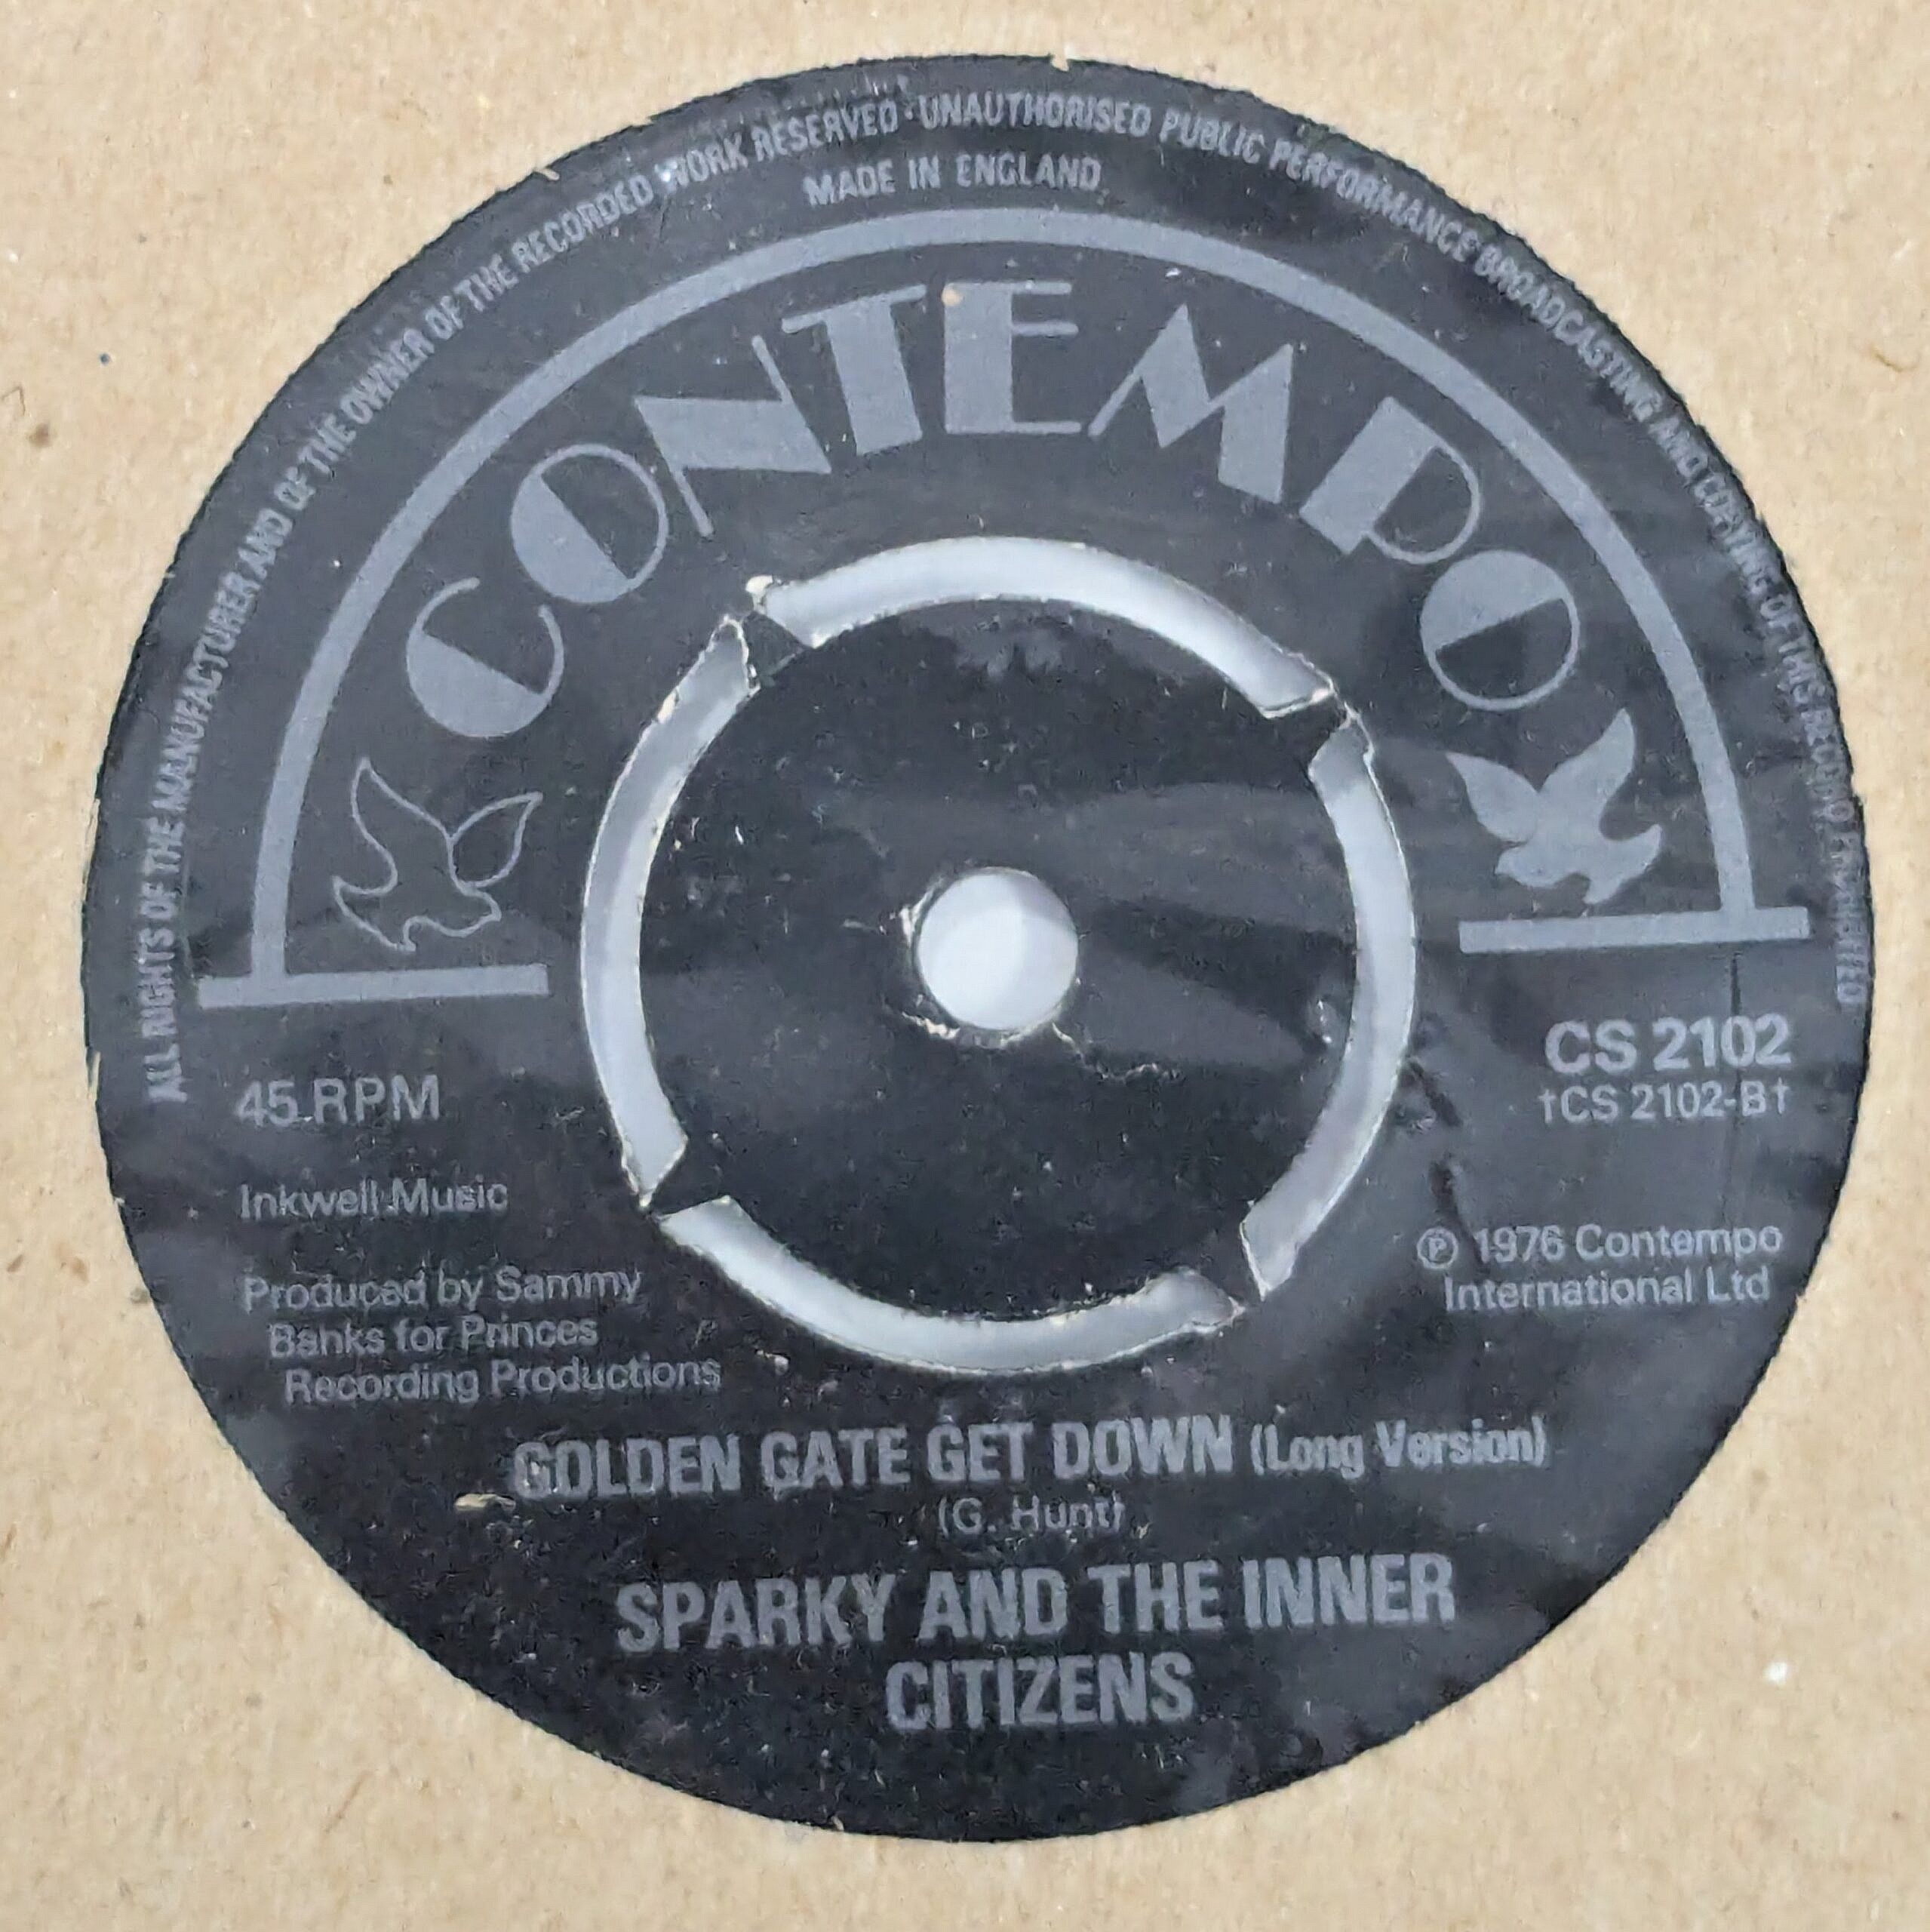 ALL RIGHTS OF THE MANUFACTURER AND OF THE OWNER OF THE RECORDED WORK RESERVED · UNAUTHORISED PUBLIC PERFORMANCE BROADCASTING AND COPYING OF THIS RECORD PROHIBITED
MADE IN ENGLAND
CONTEMPO
CS 2102
†CS 2102-B†
45 RPM
Inkwell Music
℗ 1976 Contempo
International Ltd
Produced by Sammy
Banks for Princes
Recording Productions
GOLDEN GATE GET DOWN (Long Version)
(G. Hunt)
SPARKY AND THE INNER
CITIZENS